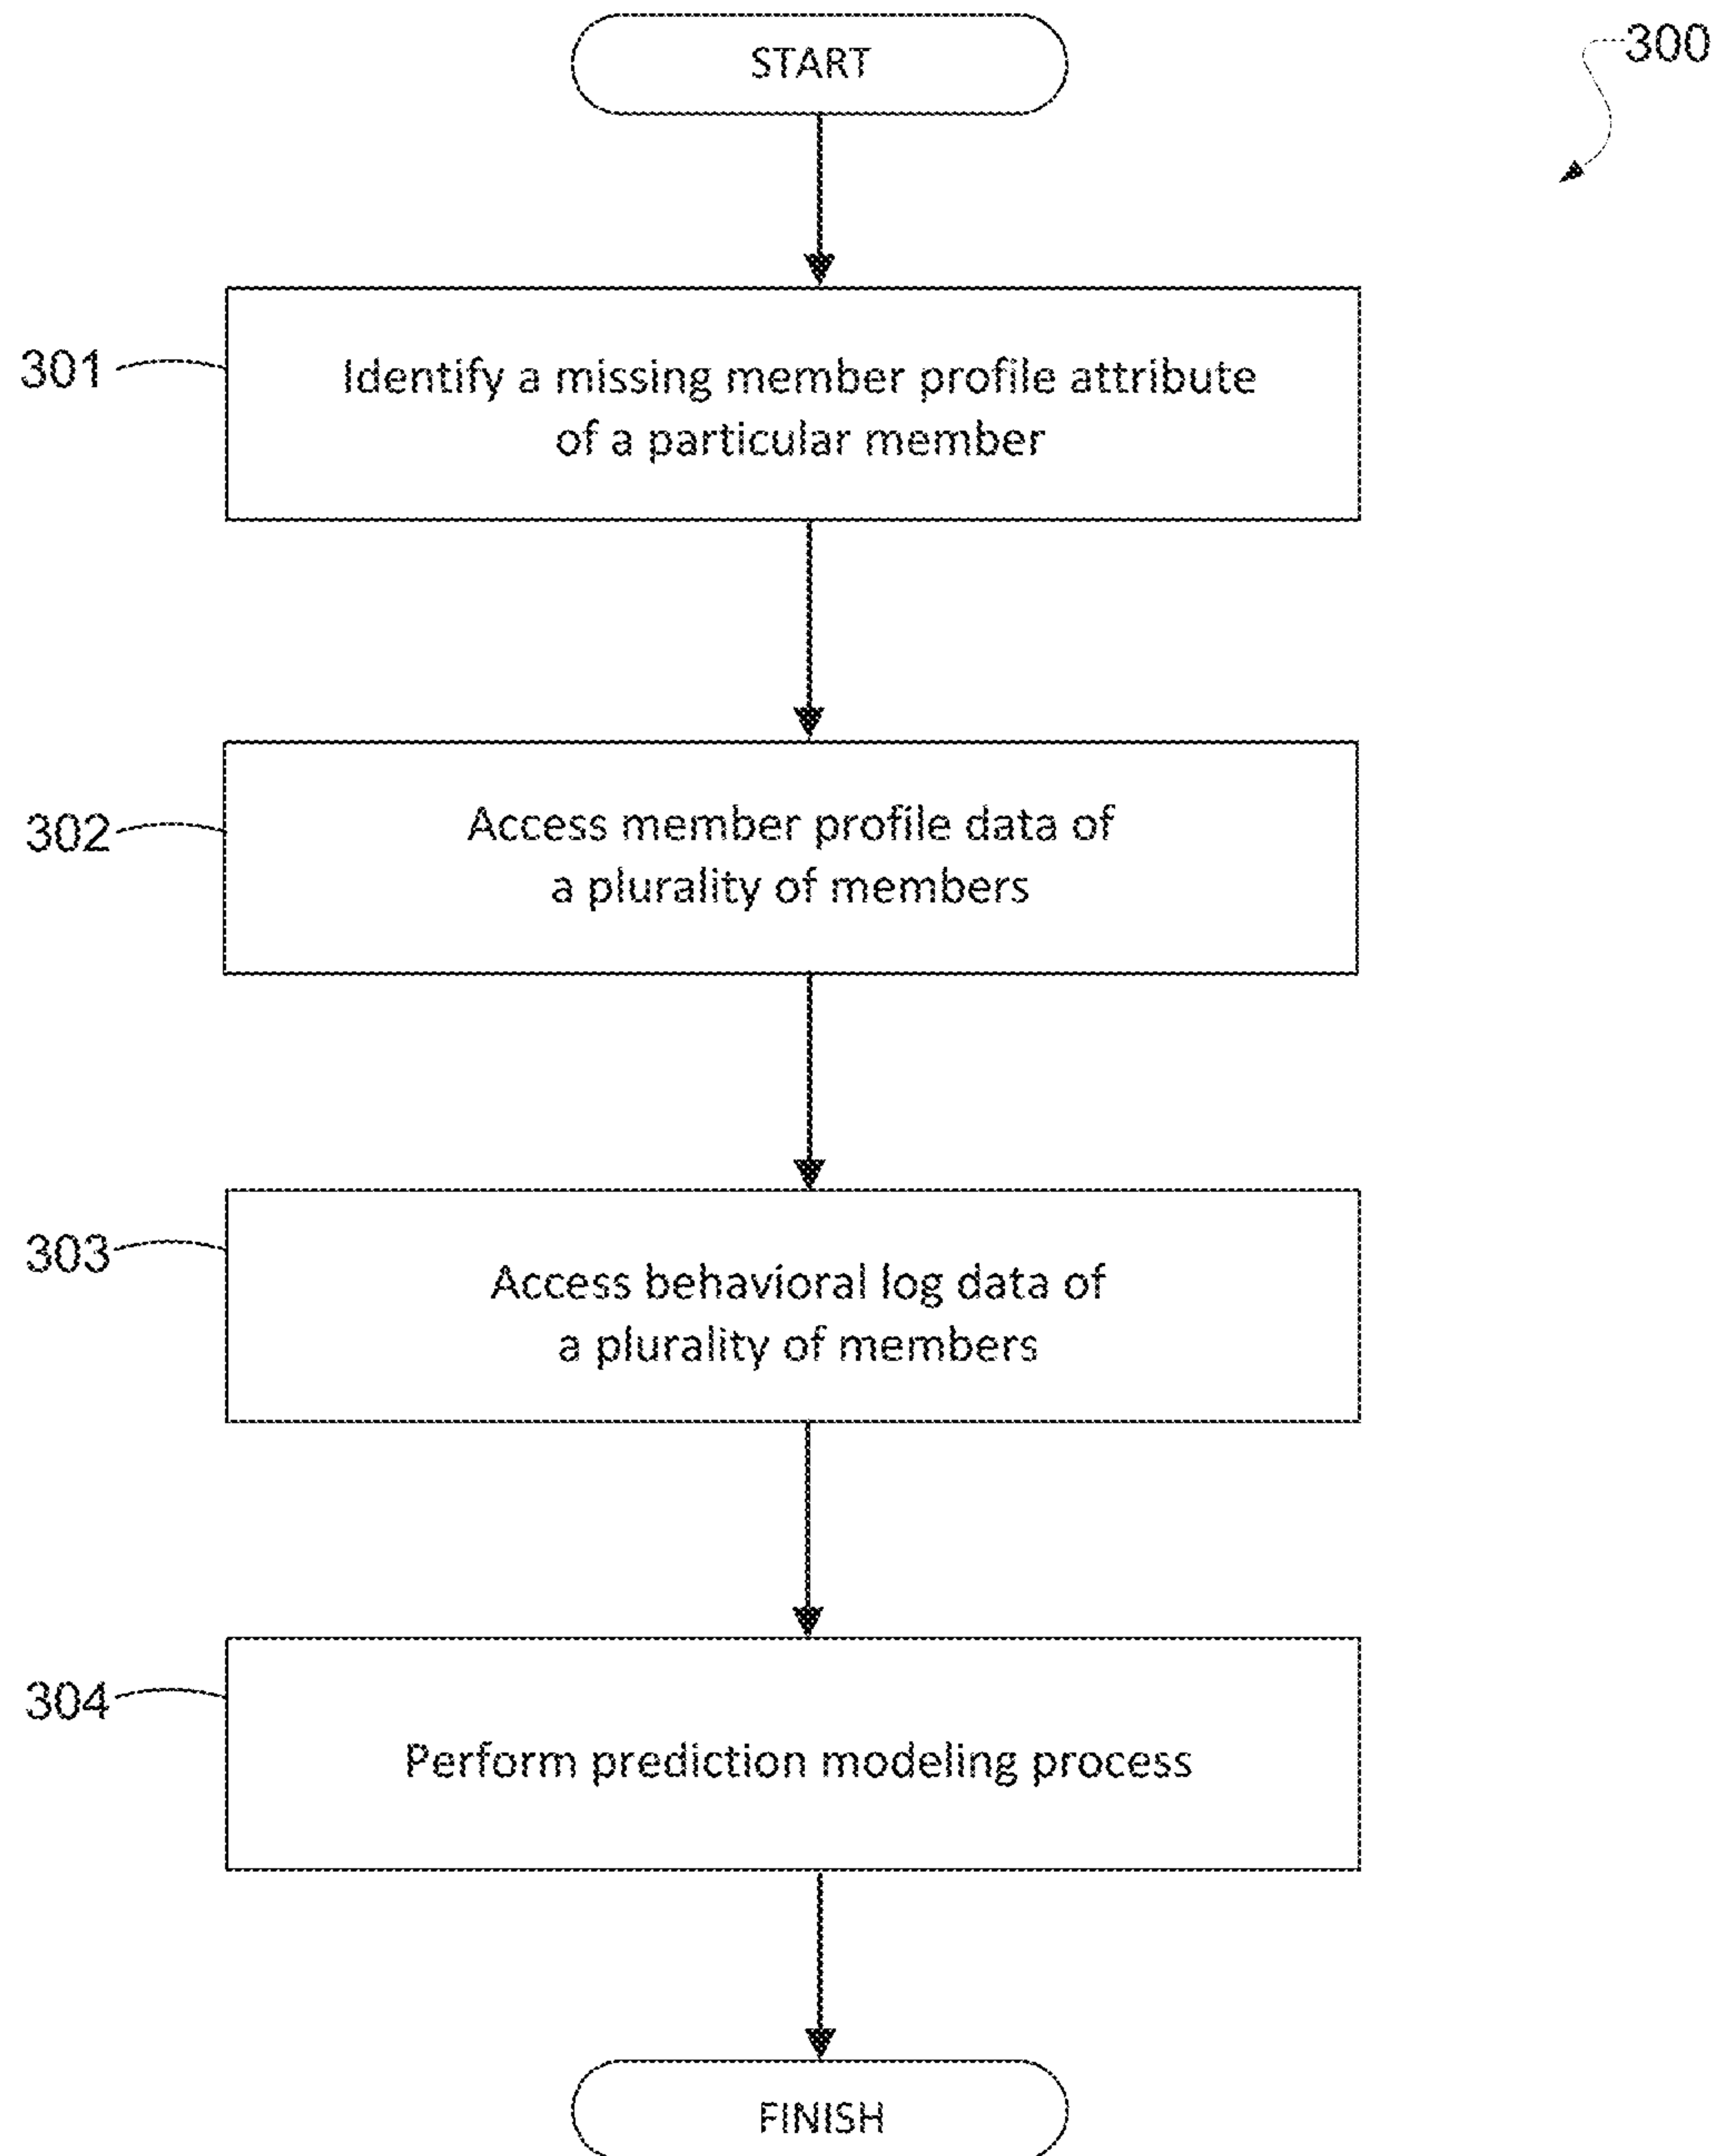 START
300
301
Identify a missing member profile attribute
of a particular member
302
Access member profile data of
a plurality of members
303
Access behavioral log data of
a plurality of members
304
Perform prediction modeling process
FINISH